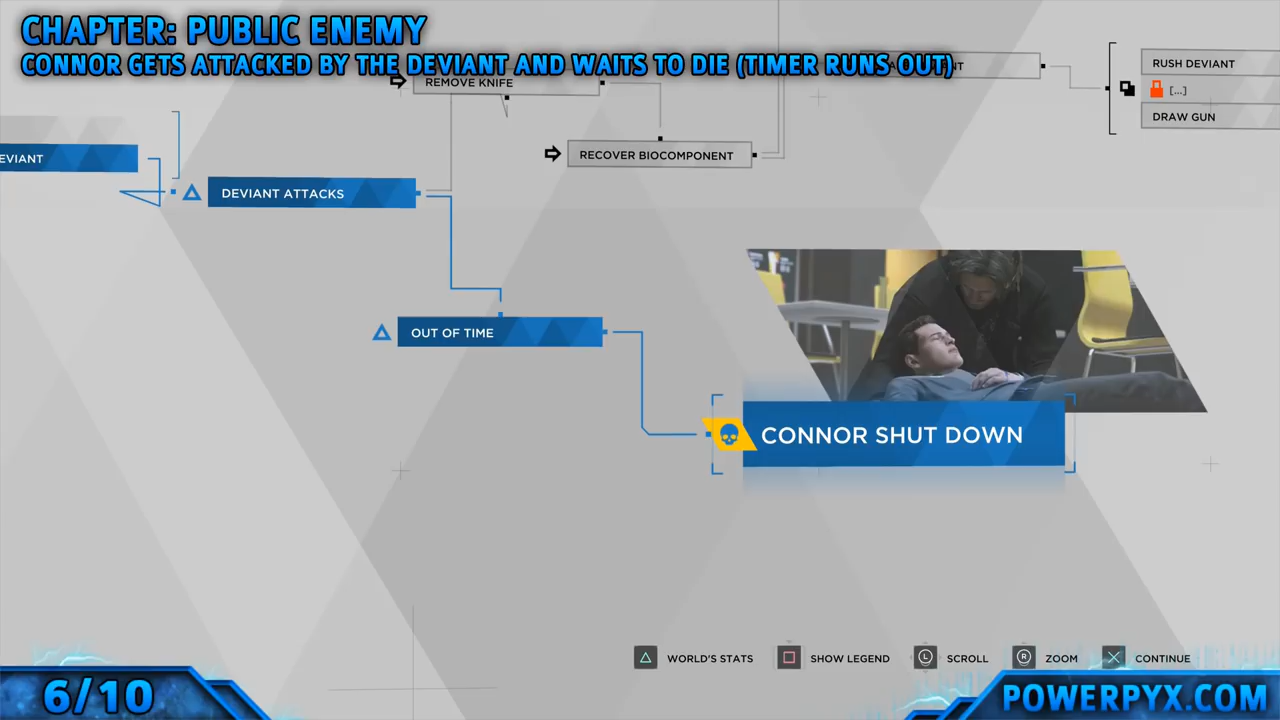 CHAPTER: PUBLIC ENEMY
CONNOR GETS ATTACKED BY THE DEVIANT AND WAITS TO DIE (TIMER RUNS OUT)
REMOVE KNIFE
RUSH DEVIANT
[...]
DRAW GUN
RECOVER BIOCOMPONENT
EVIANT
DEVIANT ATTACKS
OUT OF TIME
CONNOR SHUT DOWN
WORLD'S STATS
SHOW LEGEND
L SCROLL
R ZOOM
CONTINUE
6/10
POWERPYX.COM